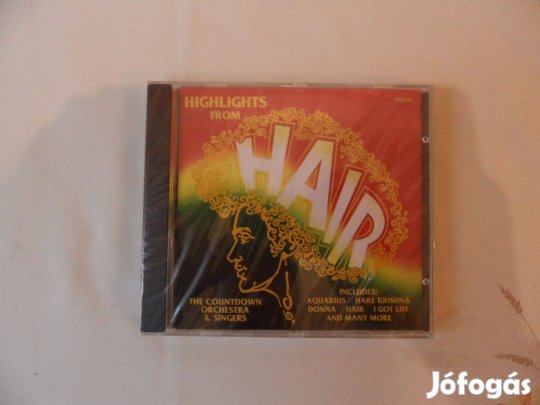 HIGHLIGHTS
FROM
HAIR
THE COUNTDOWN
ORCHESTRA
& SINGERS
INCLUDES:
AQUARIUS HARE KRISHNA
DONNA HAIR I GOT LIFE
AND MANY MORE
Jófogás